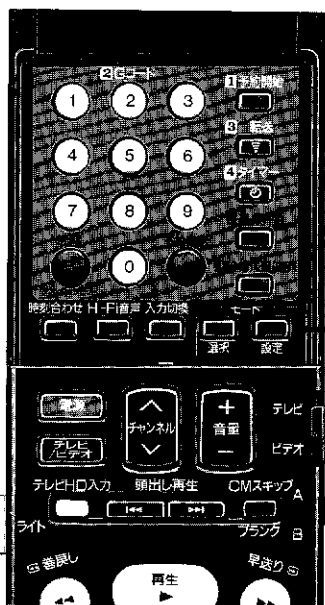 2Gコード
1予約開始
1 2 3
3 転送
4 5 6
4タイマー
7 8 9
0
時刻合わせ Hi-Fi音声 入力切換 モード
選択 設定
電源
チャンネル
+
音量
−
テレビ
テレビ/ビデオ
ビデオ
テレビHD入力 頭出し再生 CMスキップ
A
ライト
ブランク
B
巻戻し
再生
早送り